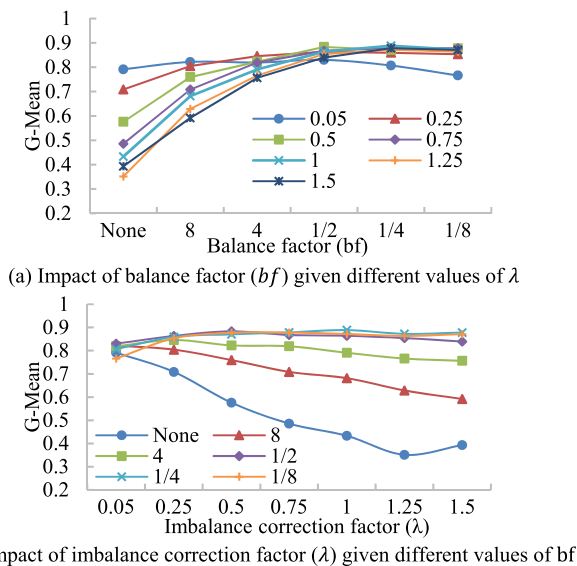 1
0.9
0.8
0.7
0.6
0.5
0.4
0.3
0.2
G-Mean
0.05 0.25
0.5 0.75
1 1.25
1.5
None 8 4 1/2 1/4 1/8
Balance factor (bf)
(a) Impact of balance factor (𝑏𝑓) given different values of 𝜆
1
0.9
0.8
0.7
0.6
0.5
0.4
0.3
0.2
G-Mean
None 8
4 1/2
1/4 1/8
0.05 0.25 0.5 0.75 1 1.25 1.5
Imbalance correction factor (λ)
mpact of imbalance correction factor (𝜆) given different values of bf